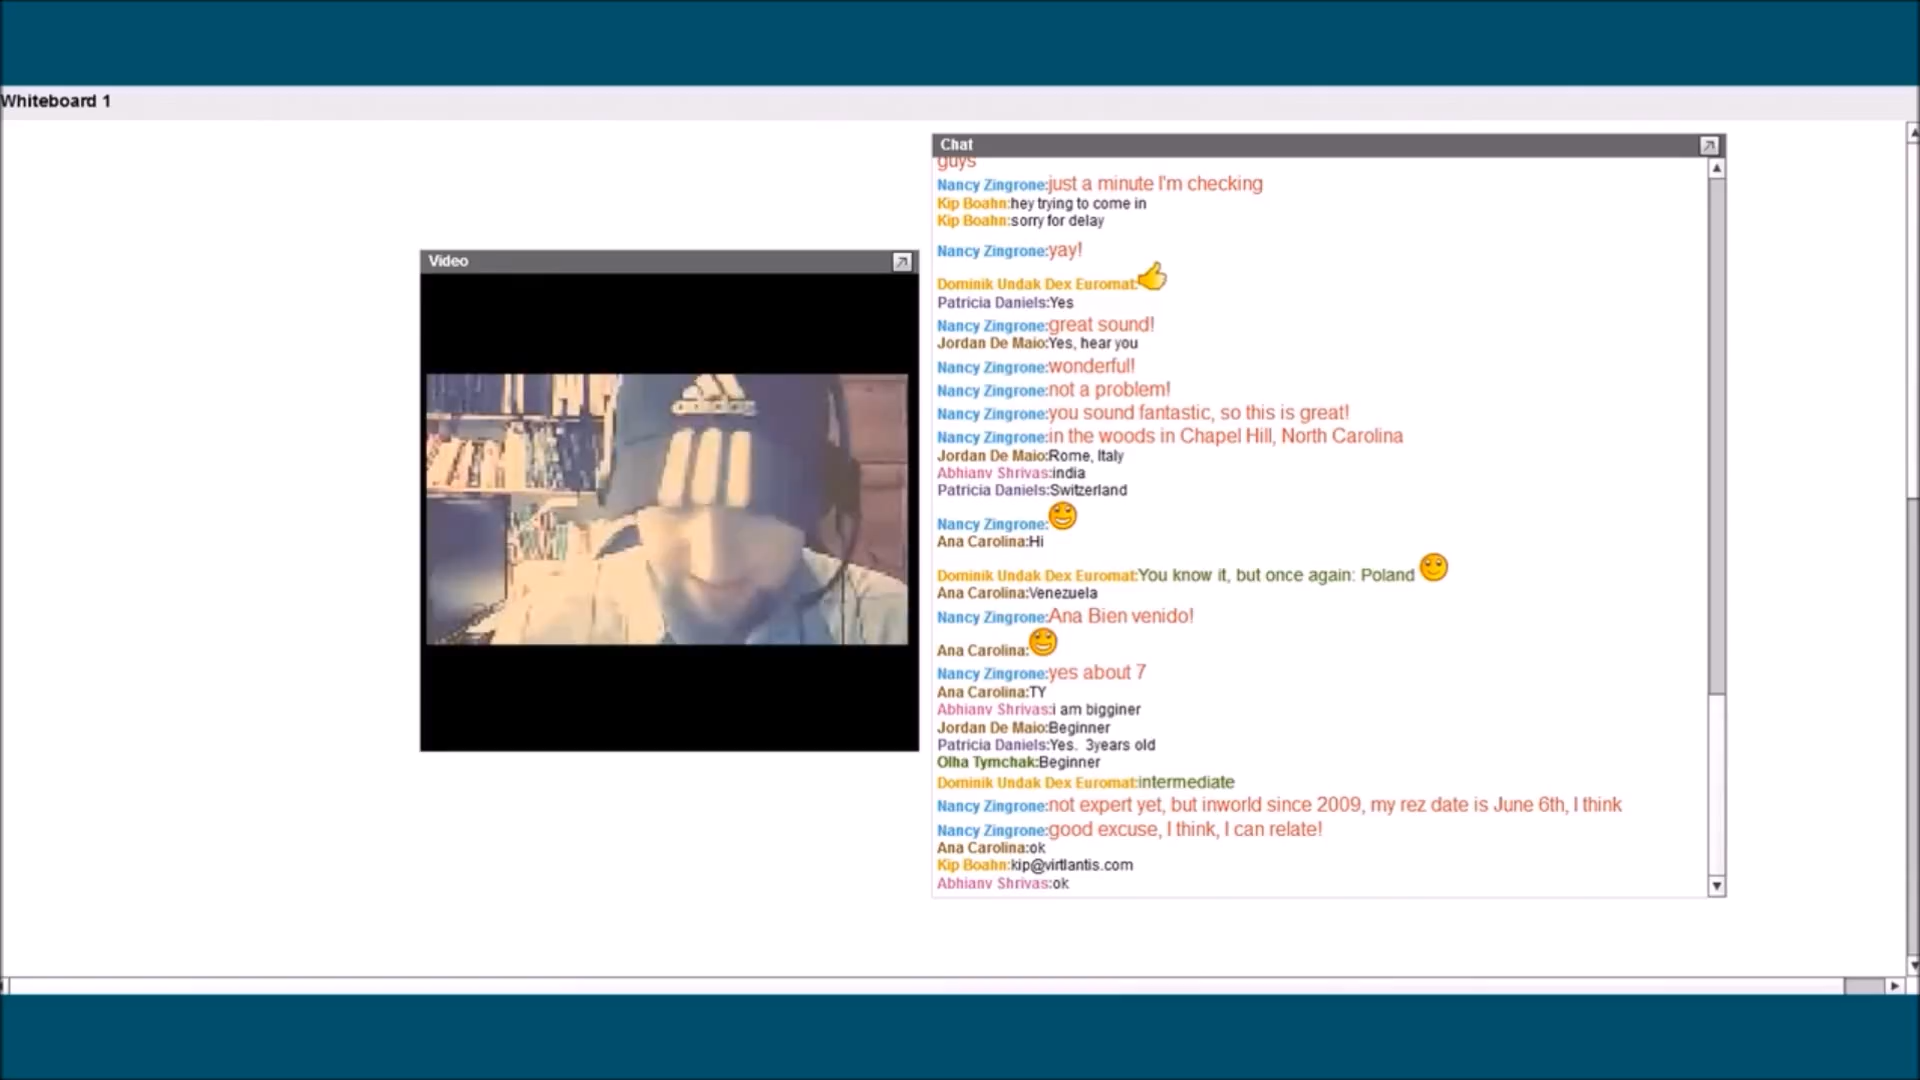 Whiteboard 1
Chat
guys
Nancy Zingrone:just a minute I'm checking
Kip Boahn:hey trying to come in
Kip Boahn:sorry for delay
Nancy Zingrone:yay!
Video
Dominik Undak Dex Euromat:
Patricia Daniels:Yes
Nancy Zingrone:great sound!
Jordan De Maio:Yes, hear you
Nancy Zingrone:wonderful!
Nancy Zingrone:not a problem!
Nancy Zingrone:you sound fantastic, so this is great!
Nancy Zingrone:in the woods in Chapel Hill, North Carolina
Jordan De Maio:Rome, Italy
Abhianv Shrivas:india
Patricia Daniels:Switzerland
Nancy Zingrone:
Ana Carolina:Hi
Dominik Undak Dex Euromat:You know it, but once again: Poland
Ana Carolina:Venezuela
Nancy Zingrone:Ana Bien venido!
Ana Carolina:
Nancy Zingrone:yes about 7
Ana Carolina:TY
Abhianv Shrivas:i am bigginer
Jordan De Maio:Beginner
Patricia Daniels:Yes.  3years old
Olha Tymchak:Beginner
Dominik Undak Dex Euromat:intermediate
Nancy Zingrone:not expert yet, but inworld since 2009, my rez date is June 6th, I think
Nancy Zingrone:good excuse, I think, I can relate!
Ana Carolina:ok
Kip Boahn:kip@virtlantis.com
Abhianv Shrivas:ok